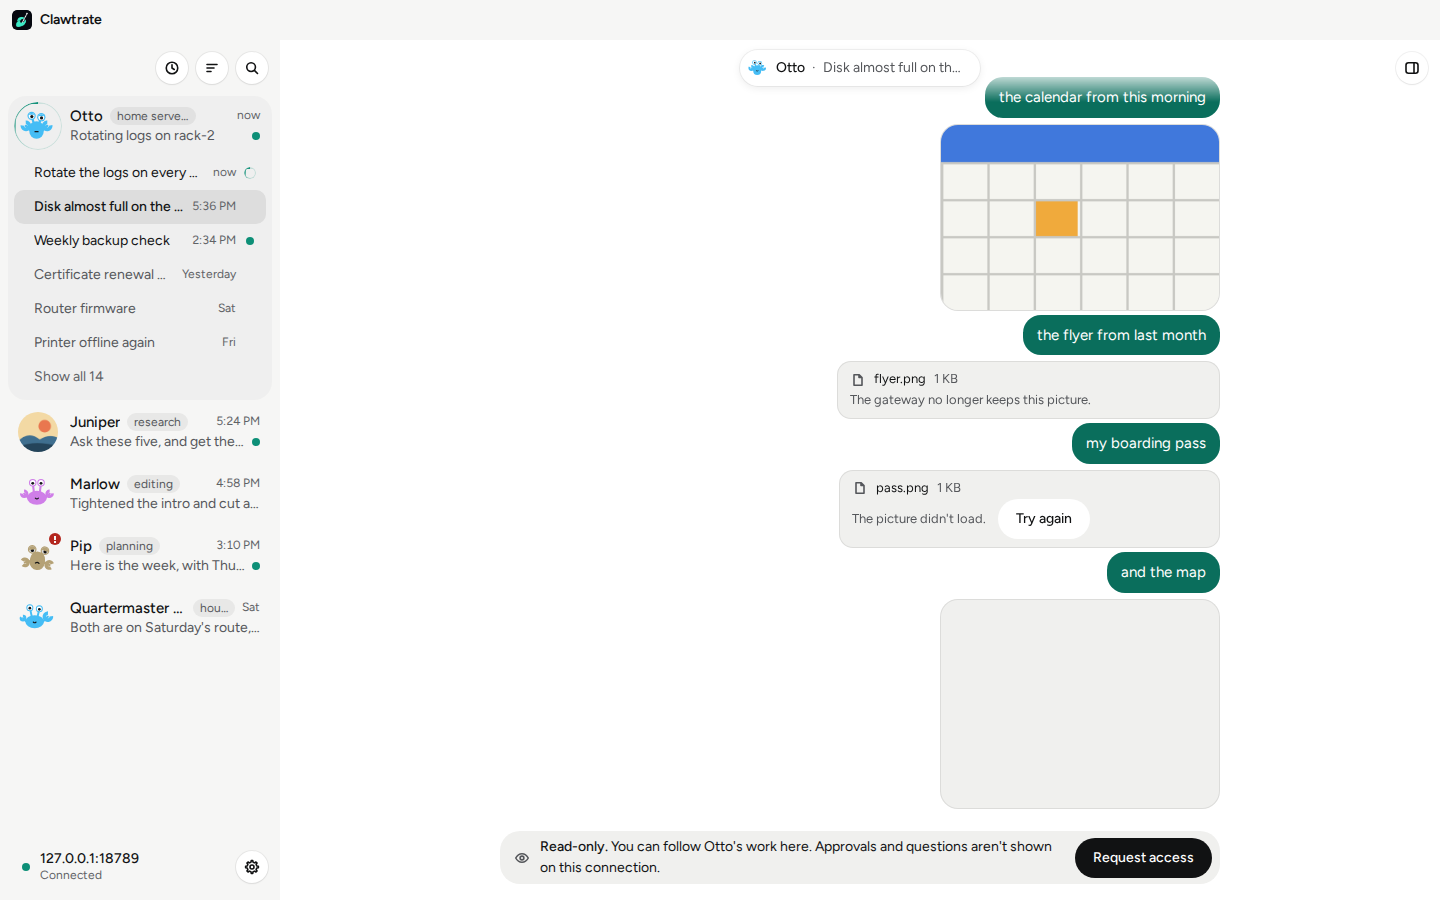 Clawtrate
Otto home serve... now
Rotating logs on rack-2
Rotate the logs on every ... now
Disk almost full on the ... 5:36 PM
Weekly backup check 2:34 PM
Certificate renewal ... Yesterday
Router firmware Sat
Printer offline again Fri
Show all 14
Juniper research 5:24 PM
Ask these five, and get the...
Marlow editing 4:58 PM
Tightened the intro and cut a...
Pip planning 3:10 PM
Here is the week, with Thu...
Quartermaster ... hou... Sat
Both are on Saturday's route,...
127.0.0.1:18789
Connected
Otto · Disk almost full on th...
the calendar from this morning
the flyer from last month
flyer.png 1 KB
The gateway no longer keeps this picture.
my boarding pass
pass.png 1 KB
The picture didn't load. Try again
and the map
Read-only. You can follow Otto's work here. Approvals and questions aren't shown
on this connection.
Request access